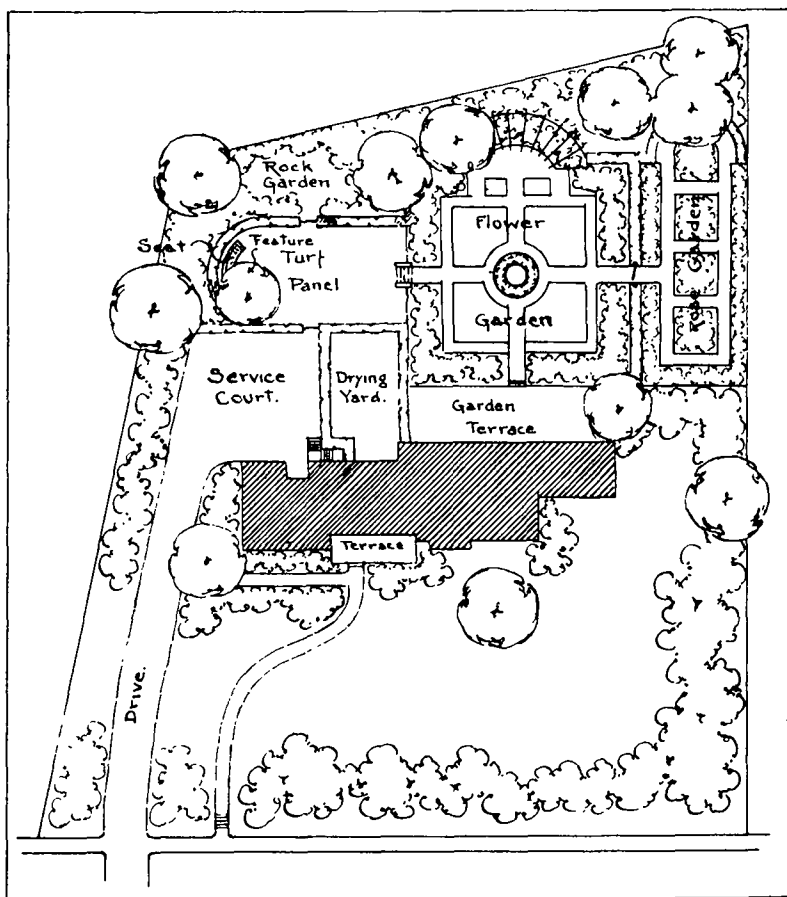 Rock
Garden
Seat
Feature
Turf
Panel
Flower
Garden
Rose Garden
Service
Court.
Drying
Yard.
Garden
Terrace
Terrace
Drive.